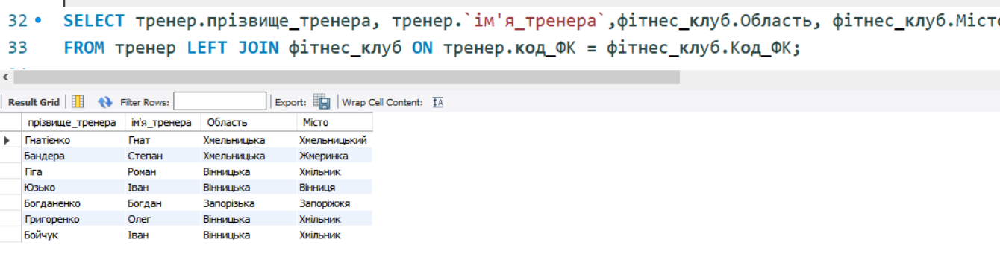 32 SELECT тренер.прізвище_тренера, тренер.`ім'я_тренера`,фітнес_клуб.Область, фітнес_клуб.Місто
33 FROM тренер LEFT JOIN фітнес_клуб ON тренер.код_ФК = фітнес_клуб.Код_ФК;
Result Grid Filter Rows: Export: Wrap Cell Content:
прізвище_тренера ім'я_тренера Область Місто
Гнатієнко Гнат Хмельницька Хмельницький
Бандера Степан Хмельницька Жмеринка
Гіга Роман Вінницька Хмільник
Юзько Іван Вінницька Вінниця
Богданенко Богдан Запорізька Запоріжжя
Григоренко Олег Вінницька Хмільник
Бойчук Іван Вінницька Хмільник